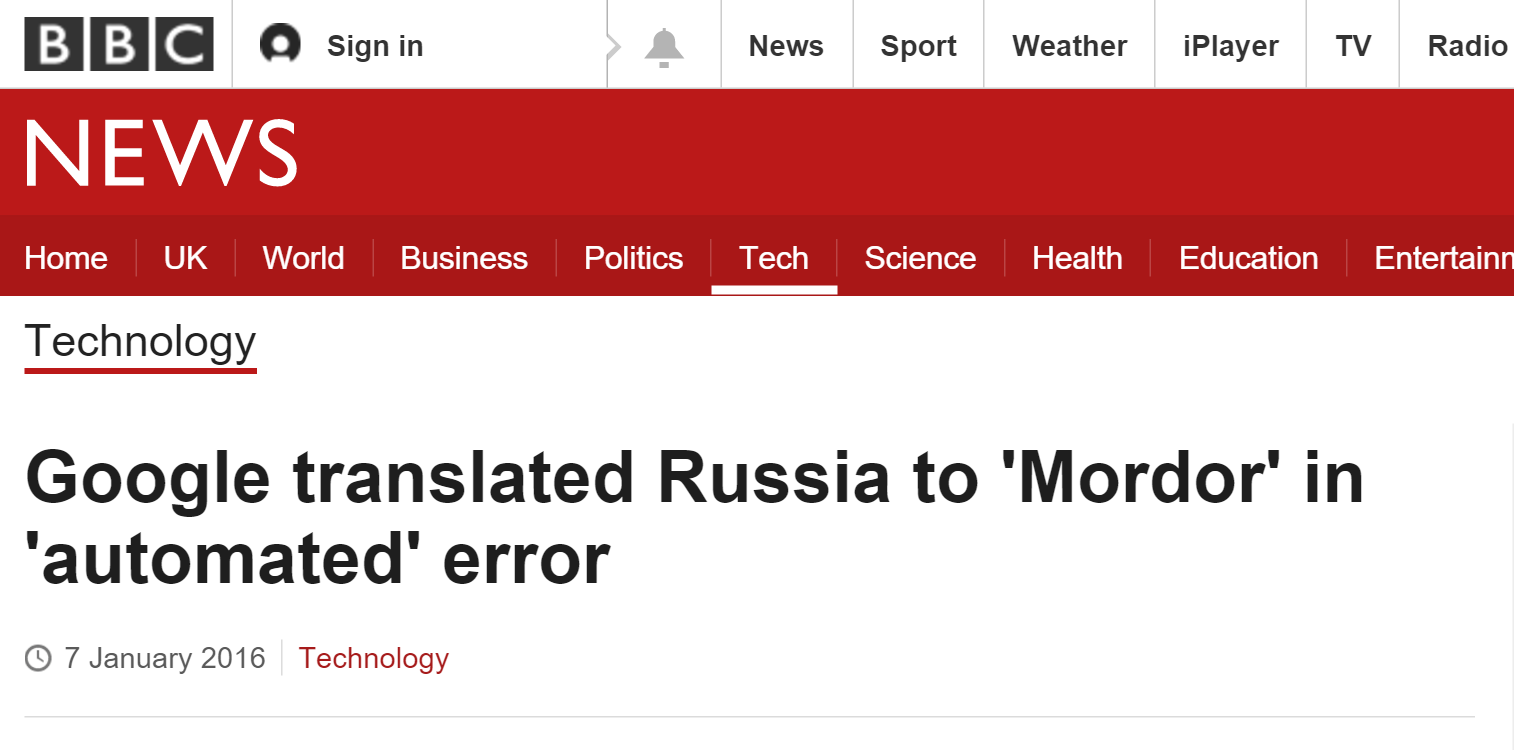 BBC Sign in News Sport Weather iPlayer TV Radio
NEWS
Home UK World Business Politics Tech Science Health Education Entertainm
Technology
Google translated Russia to 'Mordor' in
'automated' error
7 January 2016 Technology